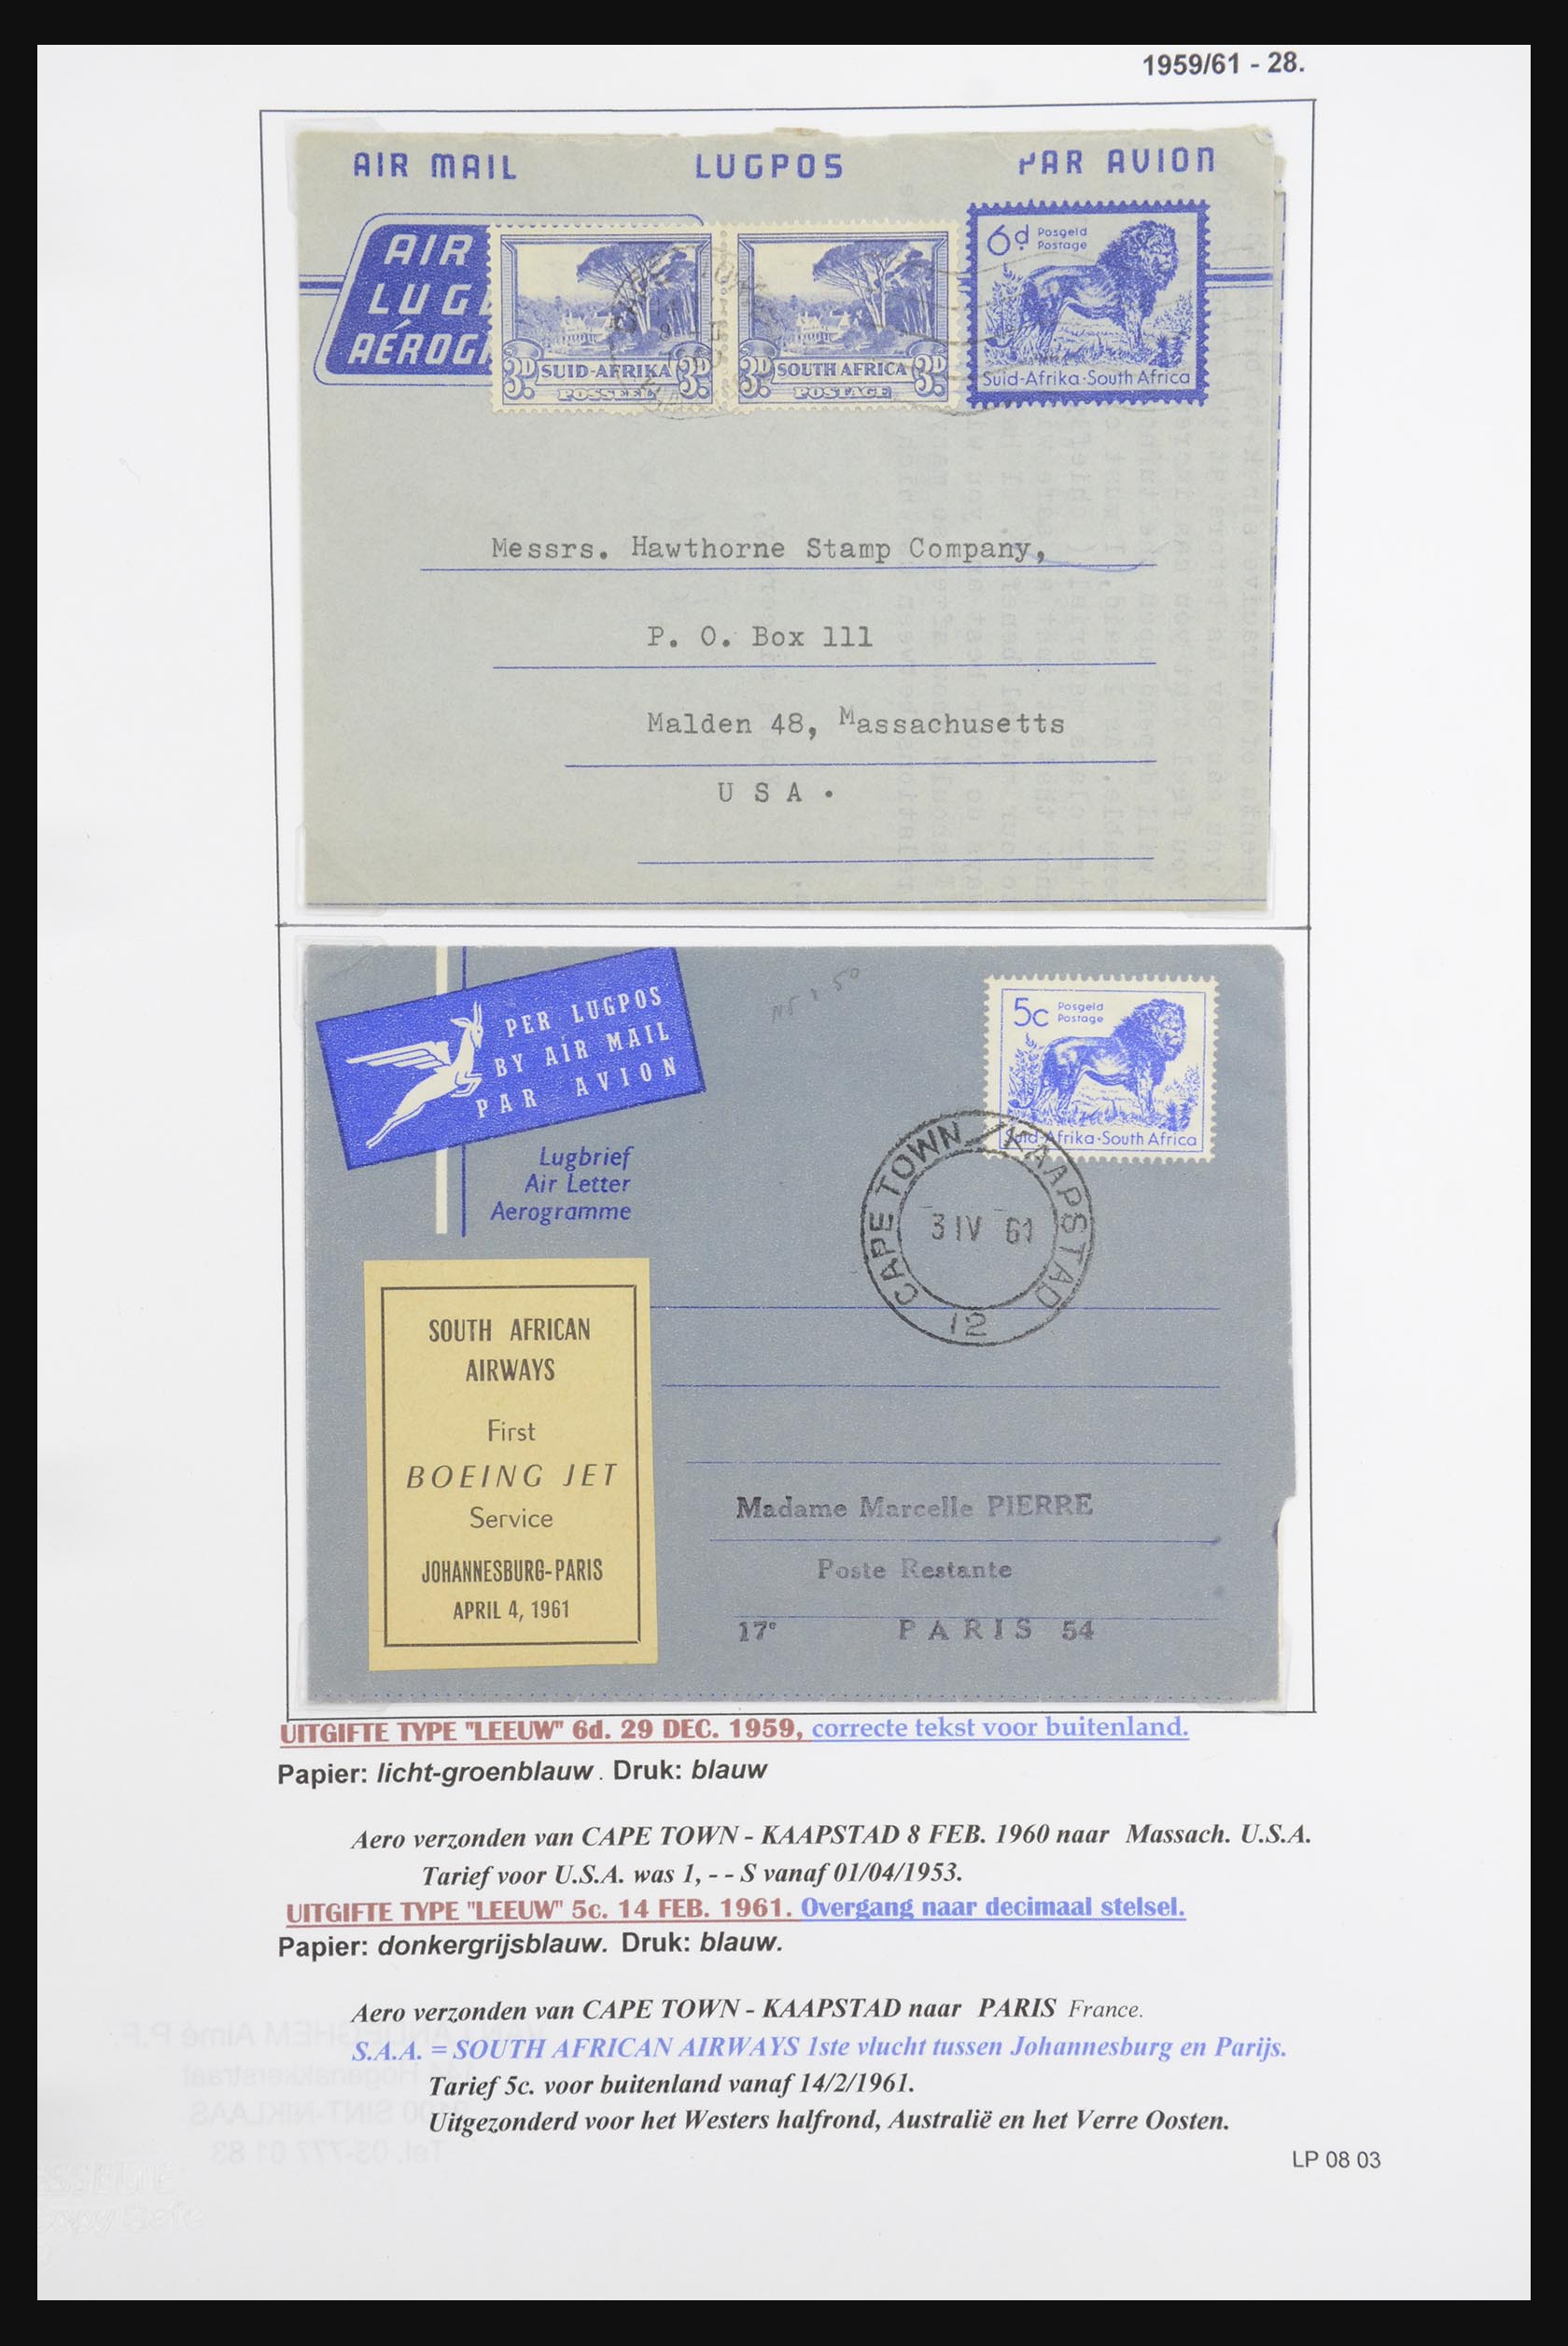 1959/61 - 28.
AIR MAIL LUGPOS PAR AVION
AIR
LUG
AÉROG
3D. SUID-AFRIKA 3D.
POSSEËL
3D. SOUTH AFRICA 3D.
POSTAGE
6d Posgeld
Postage
Suid-Afrika·South Africa
Messrs. Hawthorne Stamp Company,
P. O. Box 111
Malden 48, Massachusetts
U S A .
PER LUGPOS
BY AIR MAIL
PAR AVION
Lugbrief
Air Letter
Aerogramme
5c Posgeld
Postage
Suid-Afrika·South Africa
CAPE TOWN / KAAPSTAD
3 IV 61
12
SOUTH AFRICAN
AIRWAYS
First
BOEING JET
Service
JOHANNESBURG-PARIS
APRIL 4, 1961
Madame Marcelle PIERRE
Poste Restante
17e PARIS 54
UITGIFTE TYPE "LEEUW" 6d. 29 DEC. 1959, correcte tekst voor buitenland.
Papier: licht-groenblauw . Druk: blauw
Aero verzonden van CAPE TOWN - KAAPSTAD 8 FEB. 1960 naar Massach. U.S.A.
Tarief voor U.S.A. was 1, - - S vanaf 01/04/1953.
UITGIFTE TYPE "LEEUW" 5c. 14 FEB. 1961. Overgang naar decimaal stelsel.
Papier: donkergrijsblauw. Druk: blauw.
Aero verzonden van CAPE TOWN - KAAPSTAD naar PARIS France.
S.A.A. = SOUTH AFRICAN AIRWAYS 1ste vlucht tussen Johannesburg en Parijs.
Tarief 5c. voor buitenland vanaf 14/2/1961.
Uitgezonderd voor het Westers halfrond, Australië en het Verre Oosten.
LP 08 03